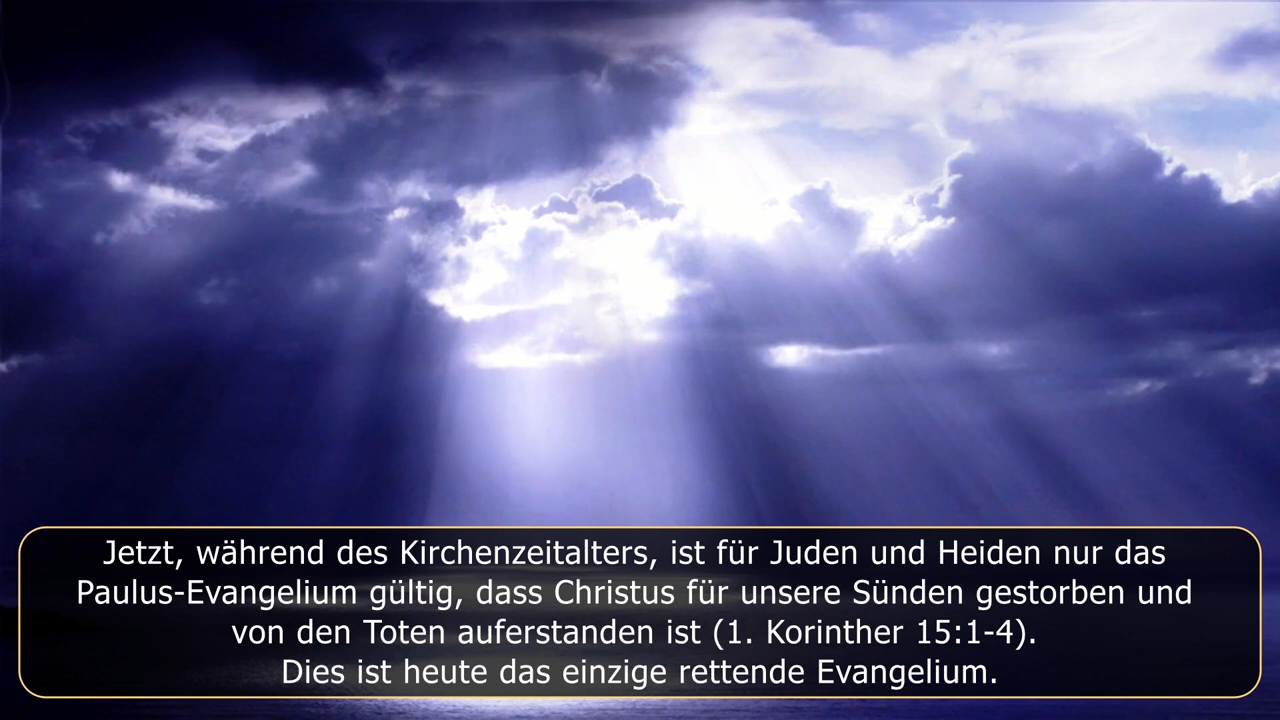 Jetzt, während des Kirchenzeitalters, ist für Juden und Heiden nur das
Paulus-Evangelium gültig, dass Christus für unsere Sünden gestorben und
von den Toten auferstanden ist (1. Korinther 15:1-4).
Dies ist heute das einzige rettende Evangelium.